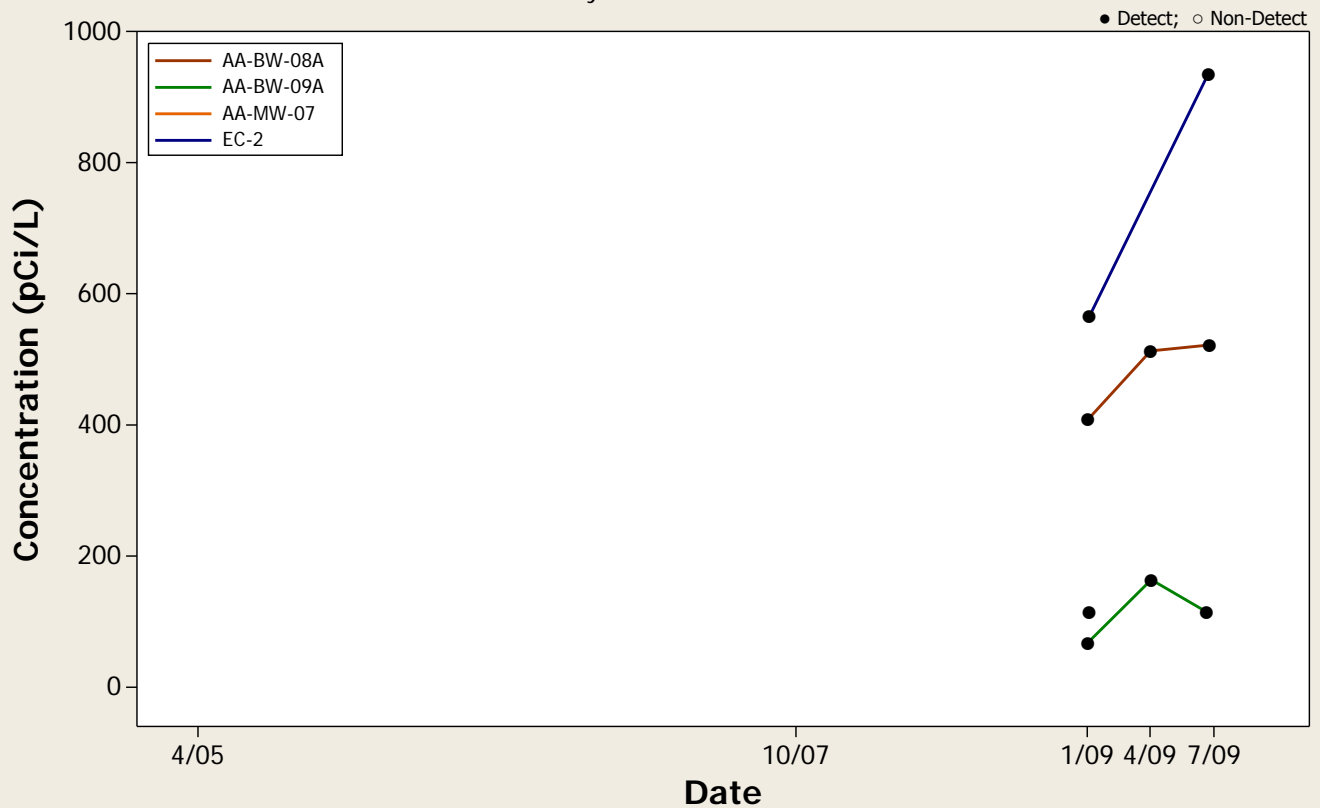 ● Detect; ○ Non-Detect
1000
800
600
400
200
0
AA-BW-08A
AA-BW-09A
AA-MW-07
EC-2
Concentration (pCi/L)
4/05 10/07 1/09 4/09 7/09
Date